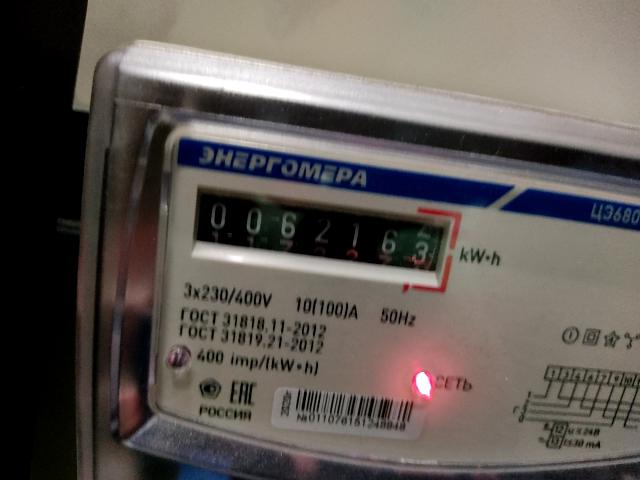 ЭНЕРГОМЕРА
ЦЭ680
0062163
kW•h
3x230/400V 10(100)A 50Hz
ГОСТ 31818.11-2012
ГОСТ 31819.21-2012
400 imp/(kW•h)
СЕТЬ
ЕАС
РОССИЯ